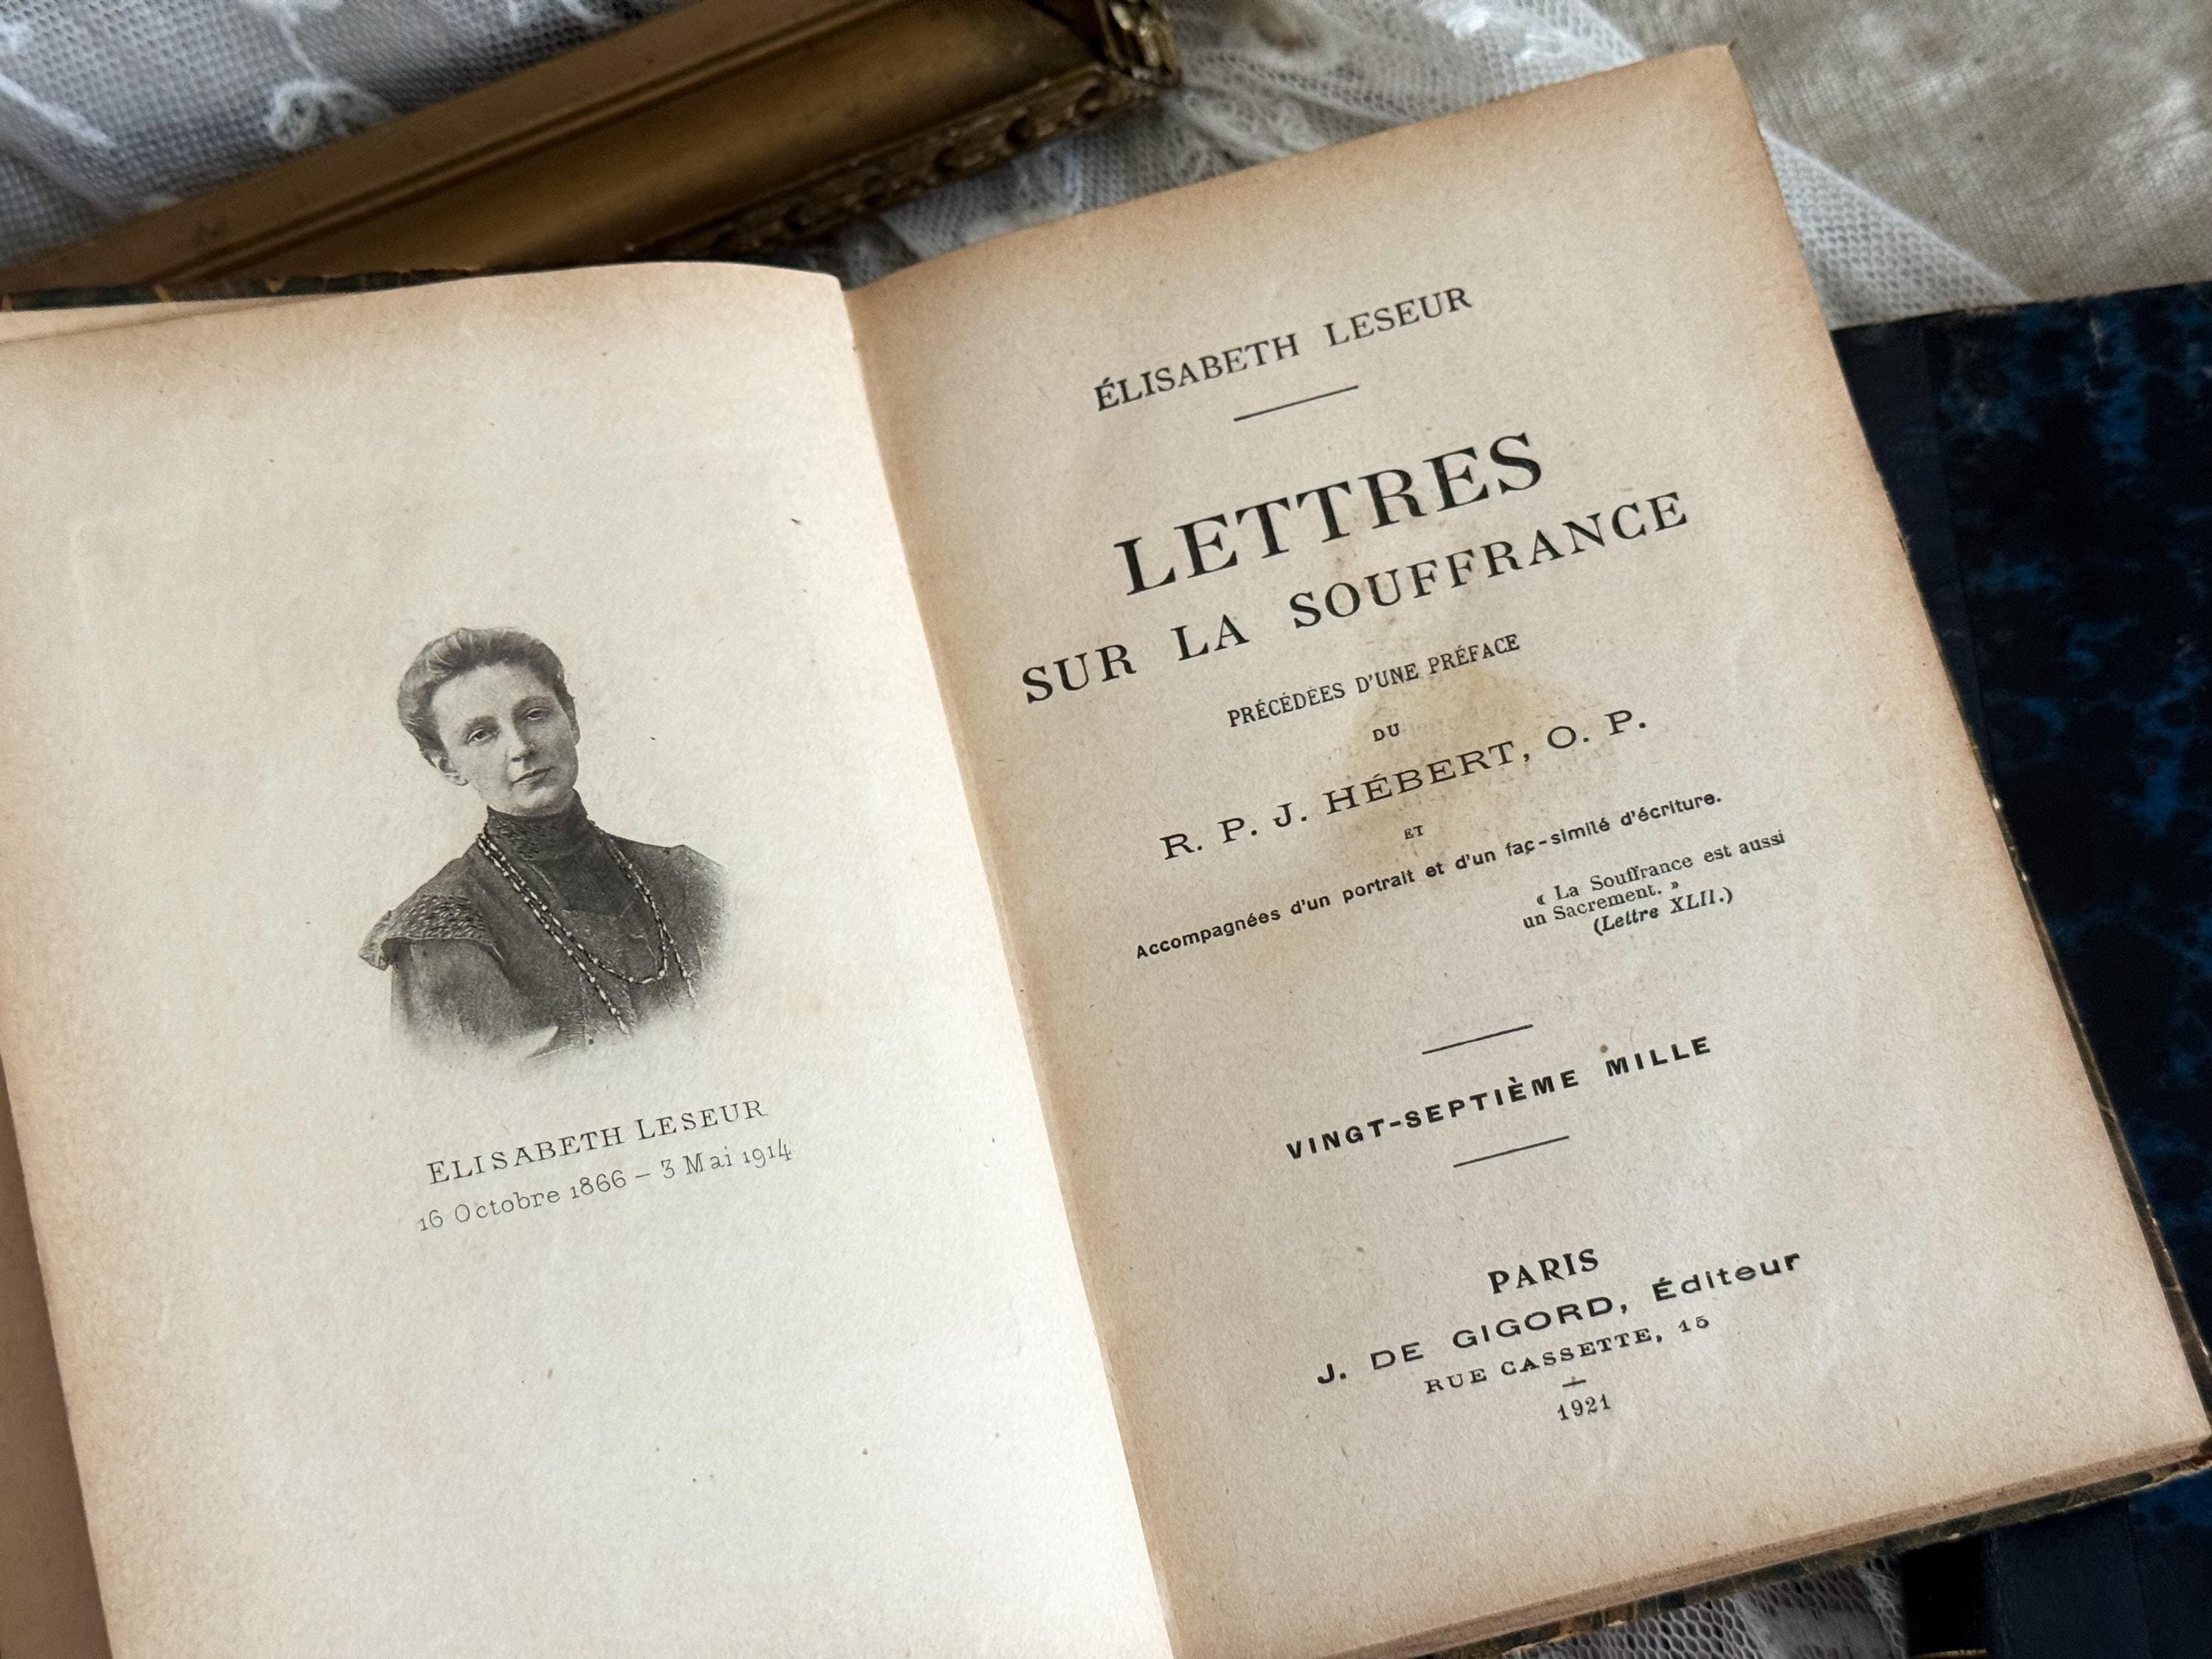 ELISABETH LESEUR
16 Octobre 1866 – 3 Mai 1914
ÉLISABETH LESEUR
LETTRES
SUR LA SOUFFRANCE
PRÉCÉDÉES D'UNE PRÉFACE
DU
R. P. J. HÉBERT, O. P.
ET
Accompagnées d'un portrait et d'un fac-similé d'écriture.
« La Souffrance est aussi
un Sacrement. »
(Lettre XLII.)
VINGT-SEPTIÈME MILLE
PARIS
J. DE GIGORD, Éditeur
RUE CASSETTE, 15
1921